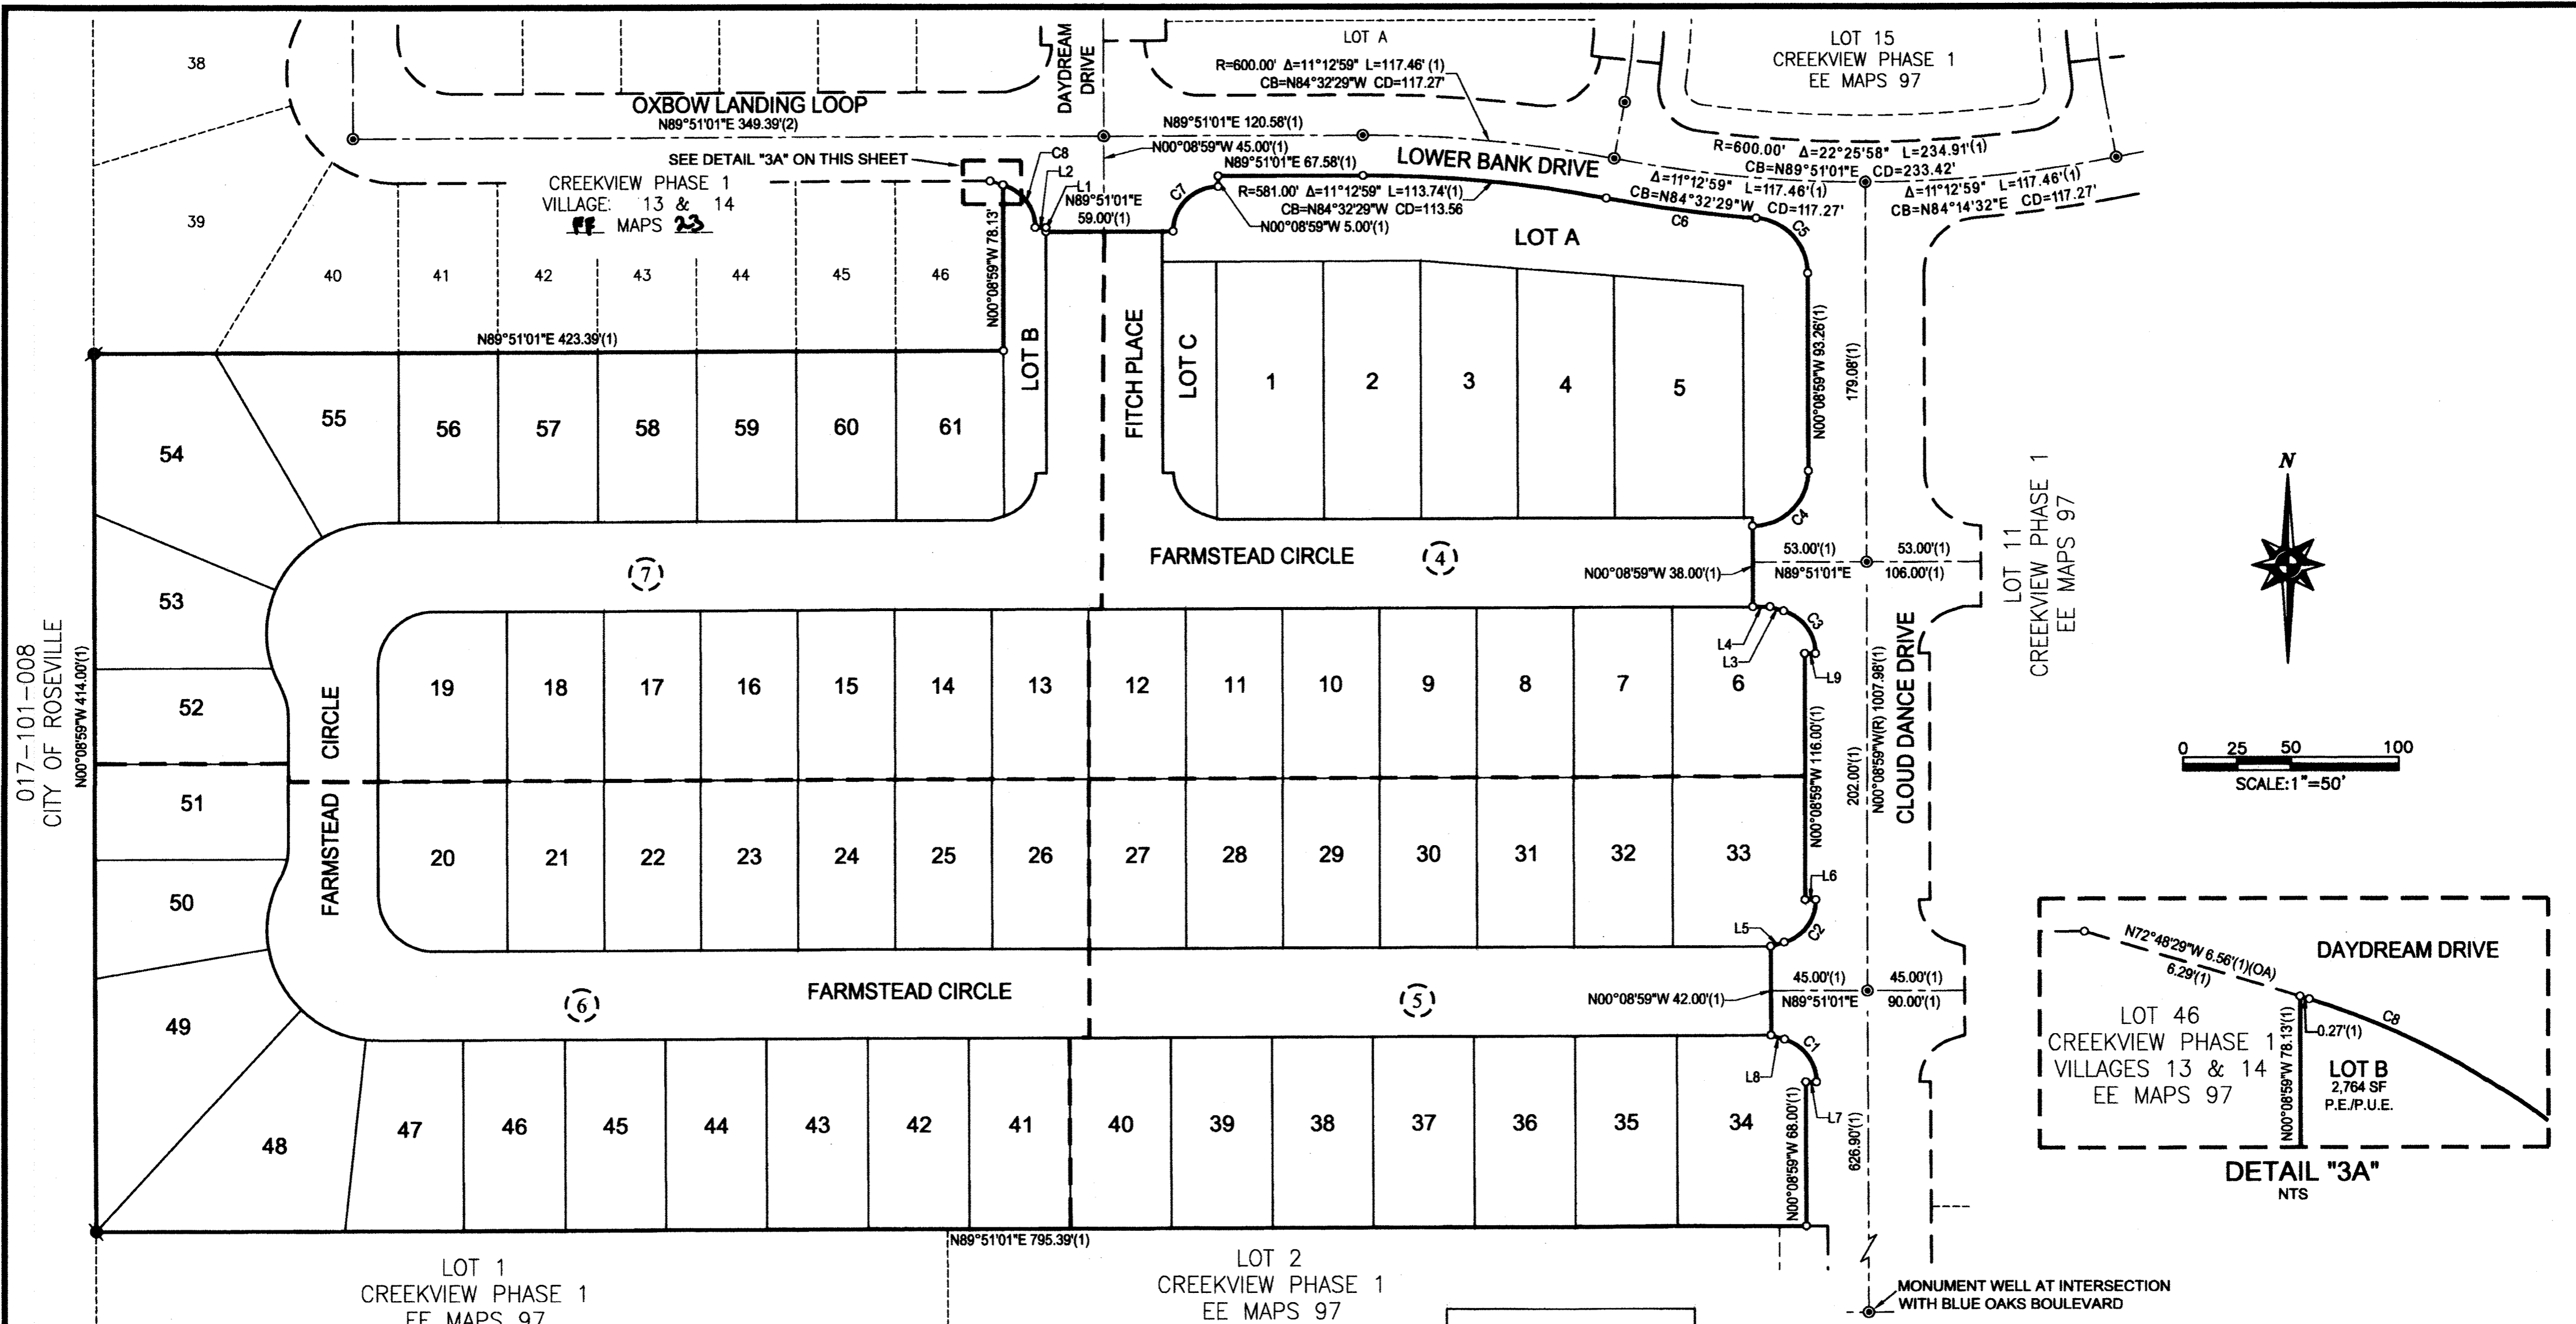 38
39
CREEKVIEW PHASE 1
VILLAGE: 13 & 14
FF MAPS 23
OXBOW LANDING LOOP
N89°51'01"E 349.39'(2)
SEE DETAIL "3A" ON THIS SHEET
DAYDREAM
DRIVE
LOT A
R=600.00' Δ=11°12'59" L=117.46' (1)
CB=N84°32'29"W CD=117.27'
LOT 15
CREEKVIEW PHASE 1
EE MAPS 97
N89°51'01"E 120.58'(1)
N00°08'59"W 45.00'(1)
N89°51'01"E 67.58'(1)
LOWER BANK DRIVE
R=600.00' Δ=22°25'58" L=234.91'(1)
CB=N89°51'01"E CD=233.42'
Δ=11°12'59" L=117.46'(1)
CB=N84°32'29"W CD=117.27'
Δ=11°12'59" L=117.46'(1)
CB=N84°14'32"E CD=117.27'
C8
L2
L1
N89°51'01"E
59.00'(1)
C7
R=581.00' Δ=11°12'59" L=113.74'(1)
CB=N84°32'29"W CD=113.56
N00°08'59"W 5.00'(1)
C6
C5
LOT A
40
41
42
43
44
45
46
N00°08'59"W 78.13'
N89°51'01"E 423.39'(1)
LOT B
FITCH PLACE
LOT C
1
2
3
4
5
N00°08'59"W 93.26'(1)
179.08'(1)
C4
54
55
56
57
58
59
60
61
53
7
FARMSTEAD CIRCLE
4
N00°08'59"W 38.00'(1)
53.00'(1)
53.00'(1)
N89°51'01"E
106.00'(1)
LOT 11
CREEKVIEW PHASE 1
EE MAPS 97
N
017-101-008
CITY OF ROSEVILLE
N00°08'59"W 414.00'(1)
52
51
50
FARMSTEAD CIRCLE
19
18
17
16
15
14
13
12
11
10
9
8
7
6
L4
L3
C3
L9
N00°08'59"W 116.00'(1)
202.00'(1)
N00°08'59"W(R) 1007.98'(1)
CLOUD DANCE DRIVE
0 25 50 100
SCALE:1"=50'
20
21
22
23
24
25
26
27
28
29
30
31
32
33
L6
L5
C2
49
6
FARMSTEAD CIRCLE
5
N00°08'59"W 42.00'(1)
45.00'(1)
45.00'(1)
N89°51'01"E
90.00'(1)
C1
L8
L7
48
47
46
45
44
43
42
41
40
39
38
37
36
35
34
N00°08'59"W 68.00'(1)
626.90'(1)
N89°51'01"E 795.39'(1)
LOT 1
CREEKVIEW PHASE 1
EE MAPS 97
LOT 2
CREEKVIEW PHASE 1
EE MAPS 97
MONUMENT WELL AT INTERSECTION
WITH BLUE OAKS BOULEVARD
N72°48'29"W 6.56'(1)(OA)
6.29'(1)
DAYDREAM DRIVE
LOT 46
CREEKVIEW PHASE 1
VILLAGES 13 & 14
EE MAPS 97
N00°08'59"W 78.13'(1)
0.27'(1)
C8
LOT B
2,764 SF
P.E./P.U.E.
DETAIL "3A"
NTS